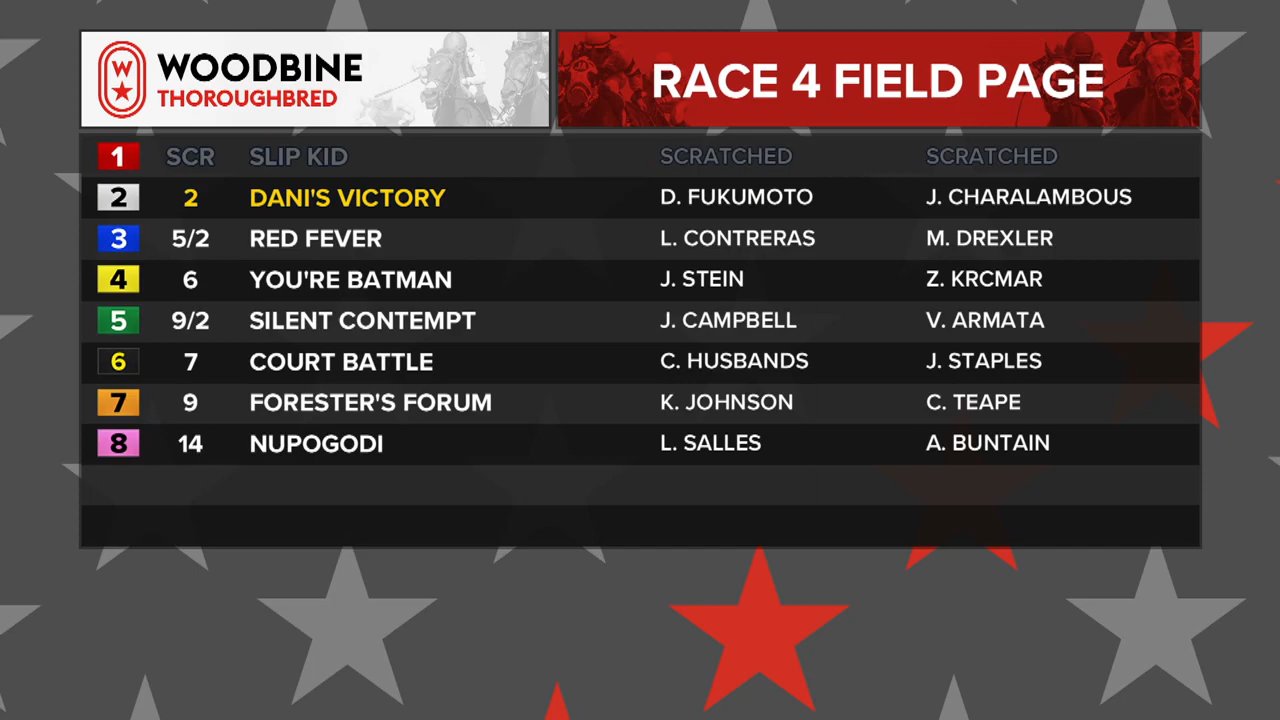 W WOODBINE
THOROUGHBRED
RACE 4 FIELD PAGE
1 SCR SLIP KID SCRATCHED SCRATCHED
2 2 DANI'S VICTORY D. FUKUMOTO J. CHARALAMBOUS
3 5/2 RED FEVER L. CONTRERAS M. DREXLER
4 6 YOU'RE BATMAN J. STEIN Z. KRCMAR
5 9/2 SILENT CONTEMPT J. CAMPBELL V. ARMATA
6 7 COURT BATTLE C. HUSBANDS J. STAPLES
7 9 FORESTER'S FORUM K. JOHNSON C. TEAPE
8 14 NUPOGODI L. SALLES A. BUNTAIN